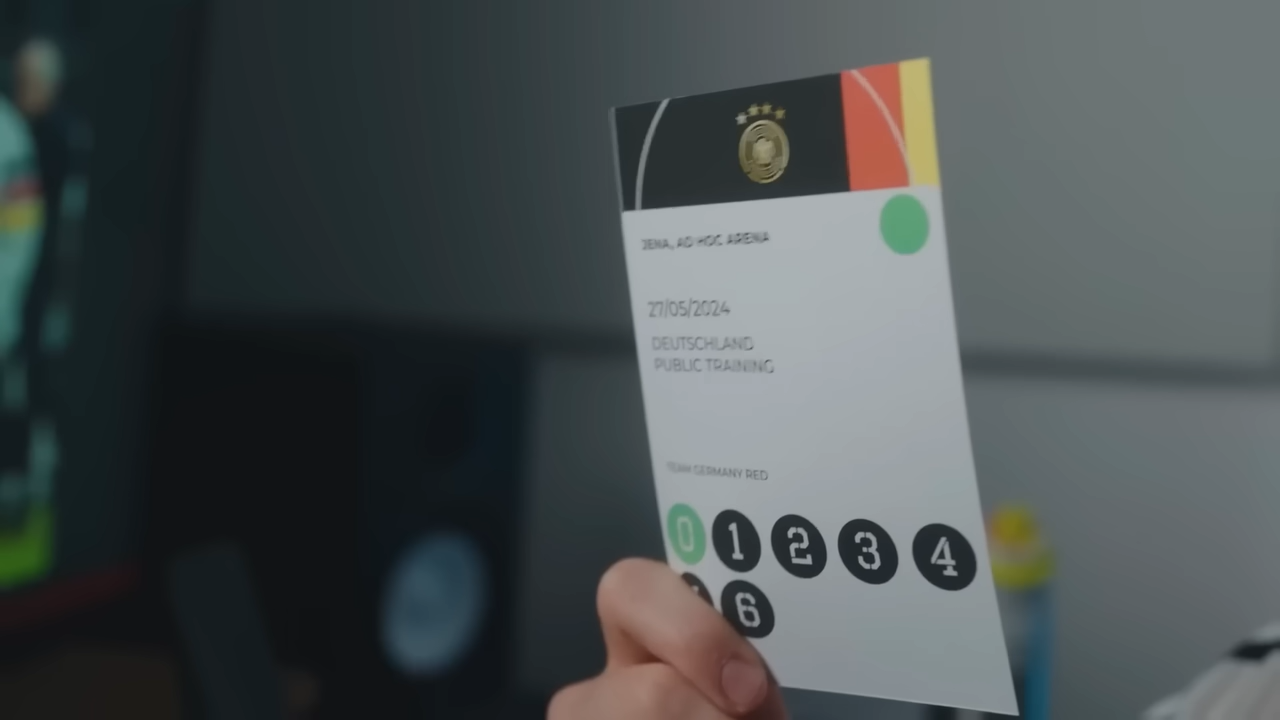 JENA, AD HOC ARENA
27/05/2024
DEUTSCHLAND
PUBLIC TRAINING
TEAM GERMANY RED
0 1 2 3 4
6